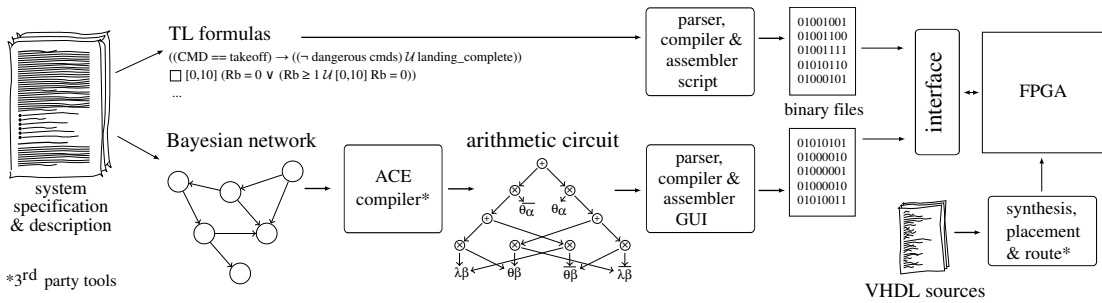 TL formulas
((CMD == takeoff) → ((¬ dangerous cmds) 𝒰 landing_complete))
□ [0,10] (Rb = 0 ∨ (Rb ≥ 1 𝒰 [0,10] Rb = 0))
...
parser,
compiler &
assembler
script
01001001
01001100
01001111
01010110
01000101
binary files
interface
FPGA
system
specification
& description
Bayesian network
ACE
compiler*
arithmetic circuit
⊕
⊗ ⊗
θα̅ θα
⊕ ⊕
⊗ ⊗ ⊗ ⊗
λβ θβ θ̅β̅ λ̅β̅
parser,
compiler &
assembler
GUI
01010101
01000010
01000001
01000010
01010011
VHDL sources
synthesis,
placement
& route*
*3rd party tools